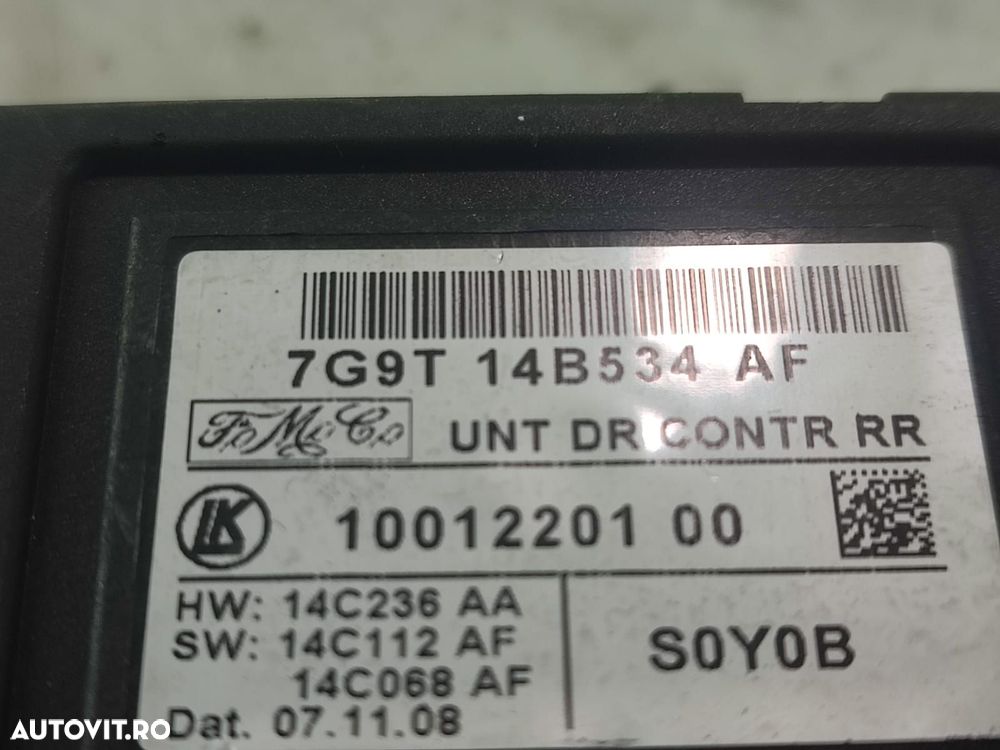 7G9T 14B534 AF
FoMoCo UNT DR CONTR RR
LK 10012201 00
HW: 14C236 AA
SW: 14C112 AF
14C068 AF
S0Y0B
Dat. 07.11.08
AUTOVIT.RO